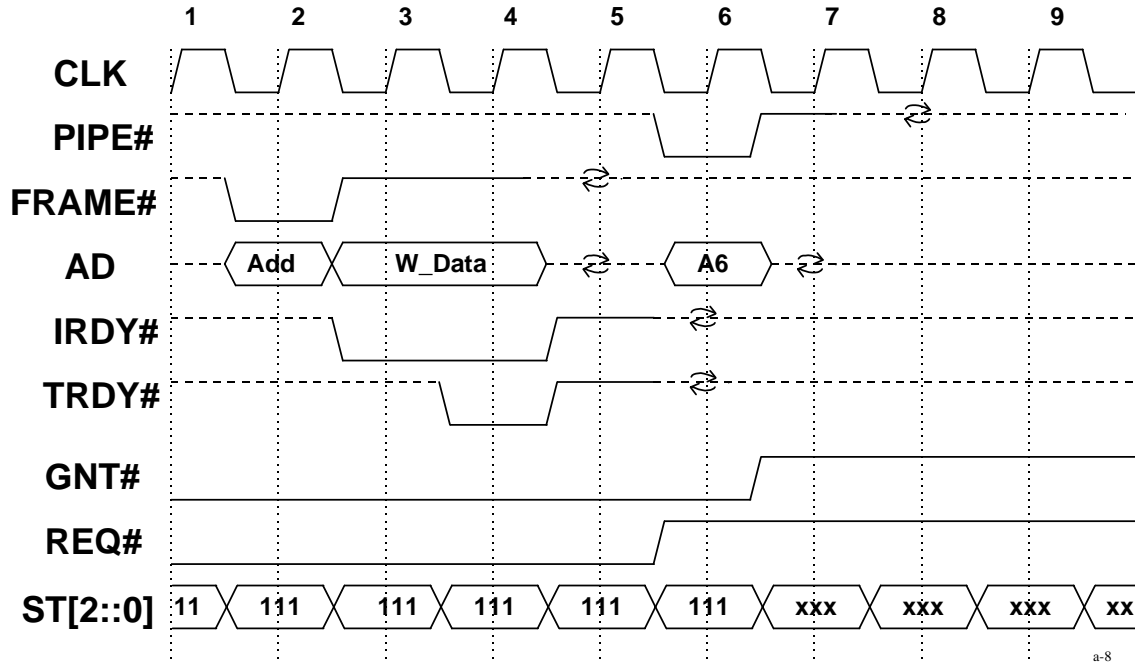 1 2 3 4 5 6 7 8 9
CLK
PIPE#
FRAME#
AD Add W_Data A6
IRDY#
TRDY#
GNT#
REQ#
ST[2::0] 11 111 111 111 111 111 xxx xxx xxx xx
a-8